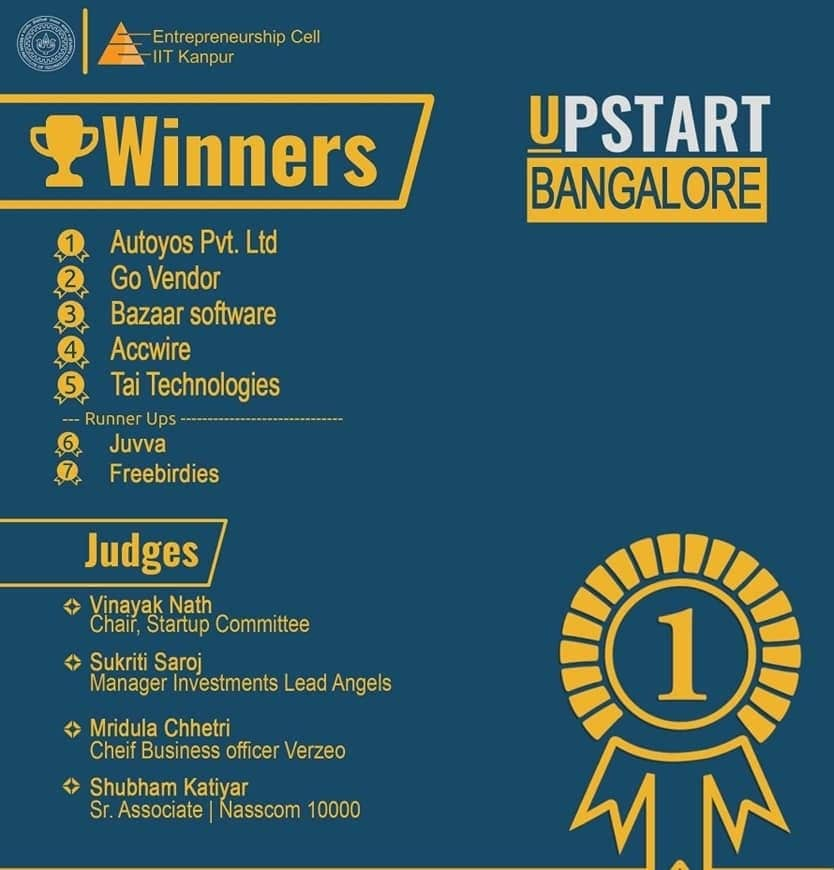 Entrepreneurship Cell
IIT Kanpur
Winners
UPSTART
BANGALORE
1 Autoyos Pvt. Ltd
2 Go Vendor
3 Bazaar software
4 Accwire
5 Tai Technologies
--- Runner Ups ------------------------------
6 Juvva
7 Freebirdies
Judges
Vinayak Nath
Chair, Startup Committee
Sukriti Saroj
Manager Investments Lead Angels
Mridula Chhetri
Cheif Business officer Verzeo
Shubham Katiyar
Sr. Associate | Nasscom 10000
1